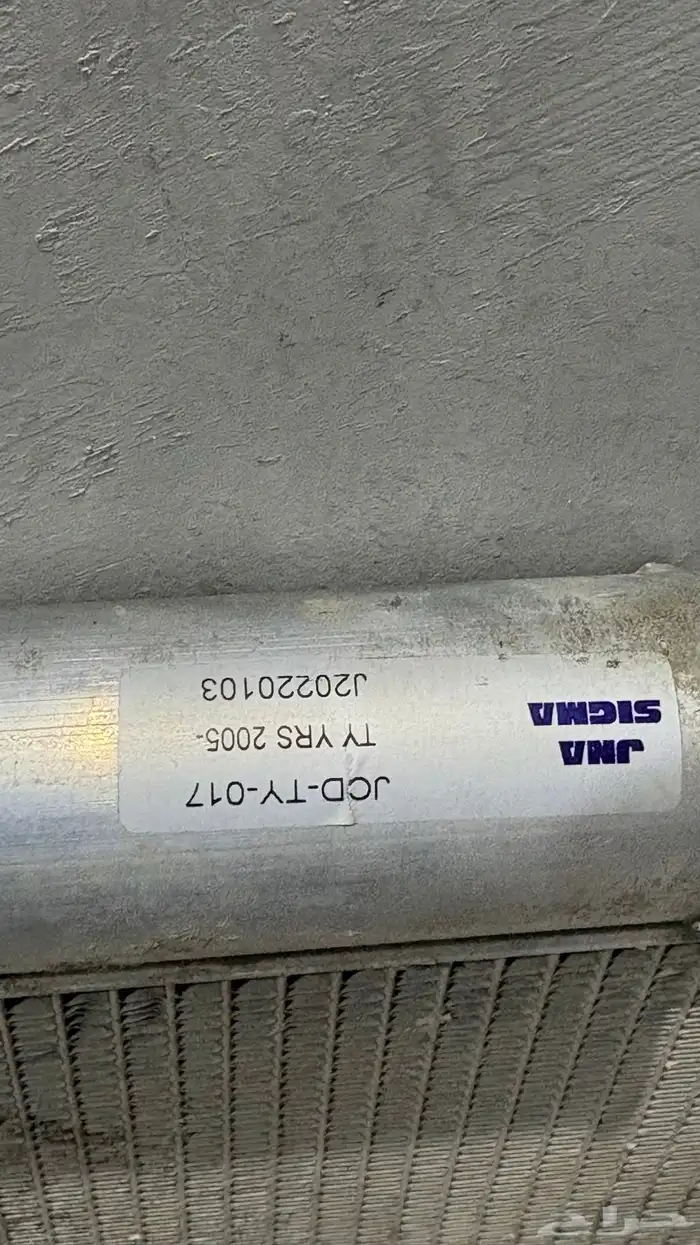 JNA
SIGMA
JCD-TY-017
TY YRS 2005-
J20220103
حراج